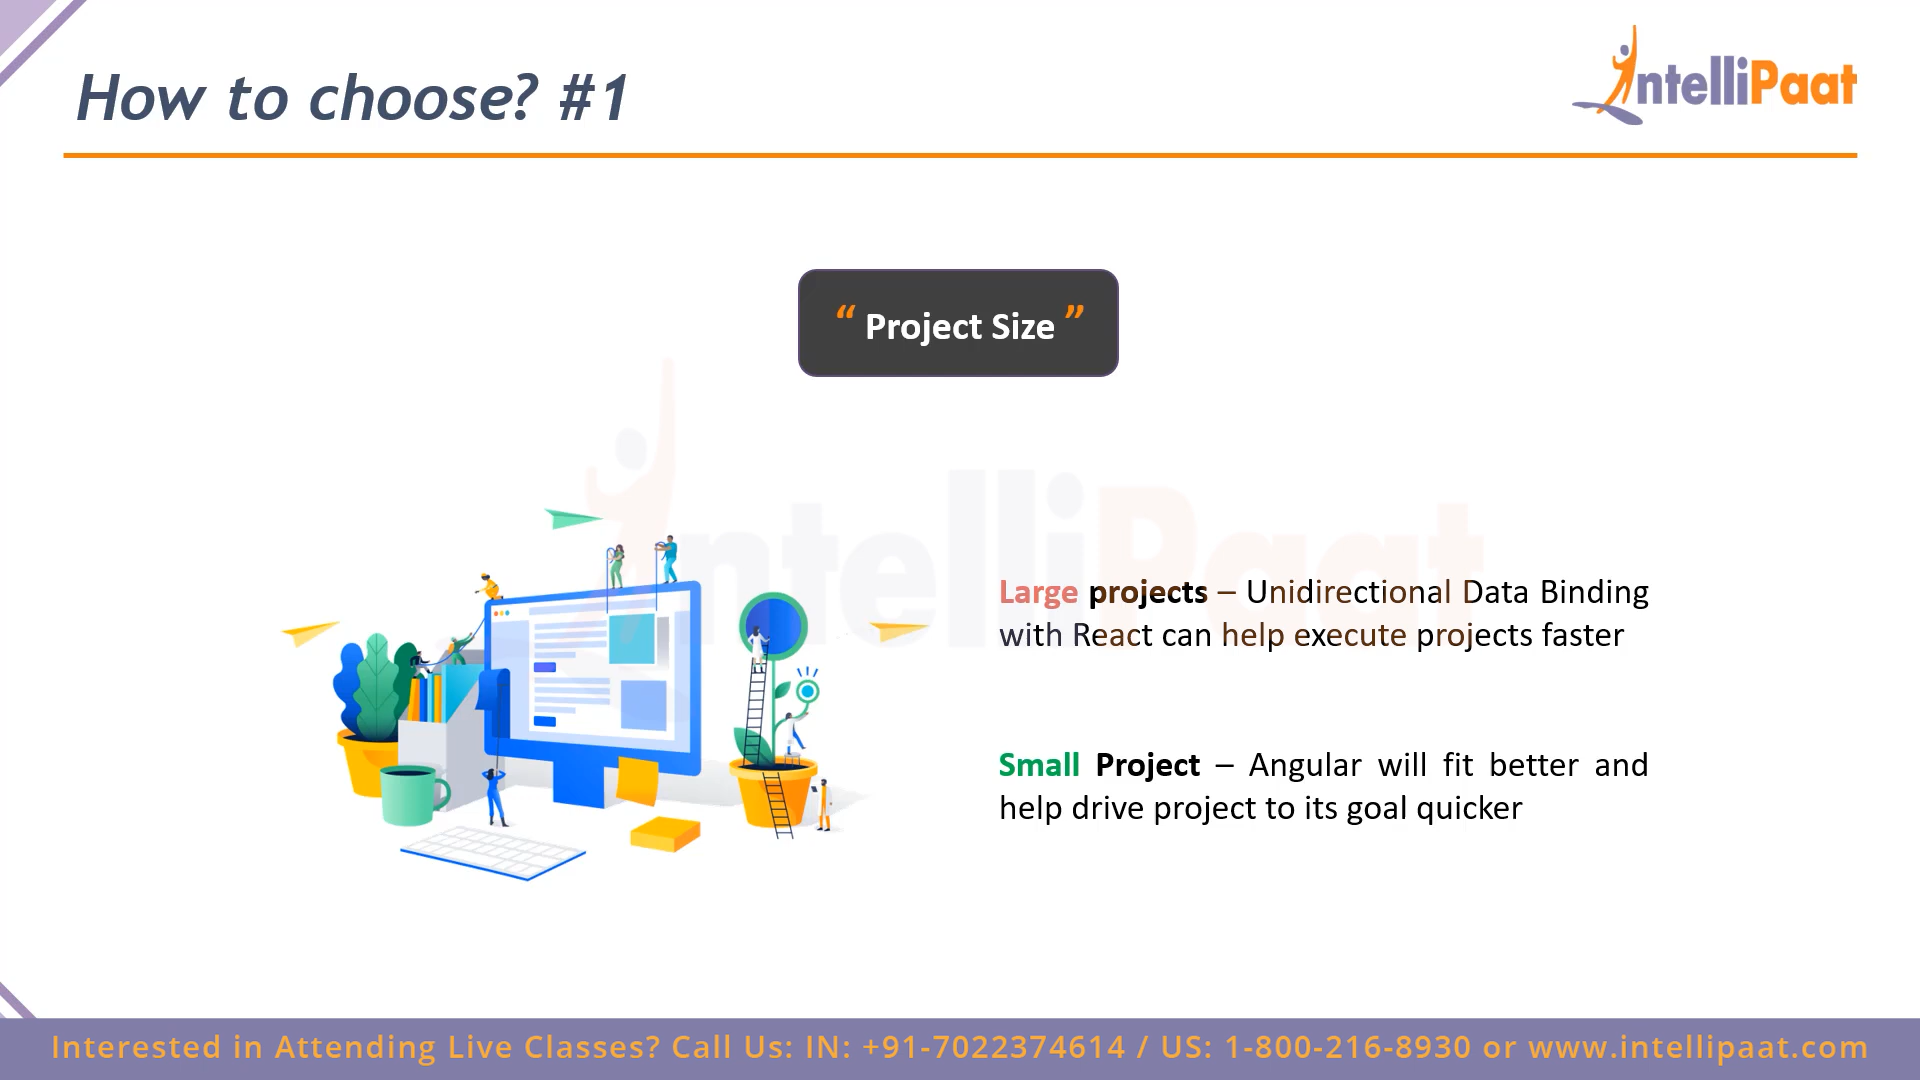 How to choose? #1
IntelliPaat
“ Project Size ”
Large projects – Unidirectional Data Binding
with React can help execute projects faster
Small Project – Angular will fit better and
help drive project to its goal quicker
IntelliPaat
Interested in Attending Live Classes? Call Us: IN: +91-7022374614 / US: 1-800-216-8930 or www.intellipaat.com